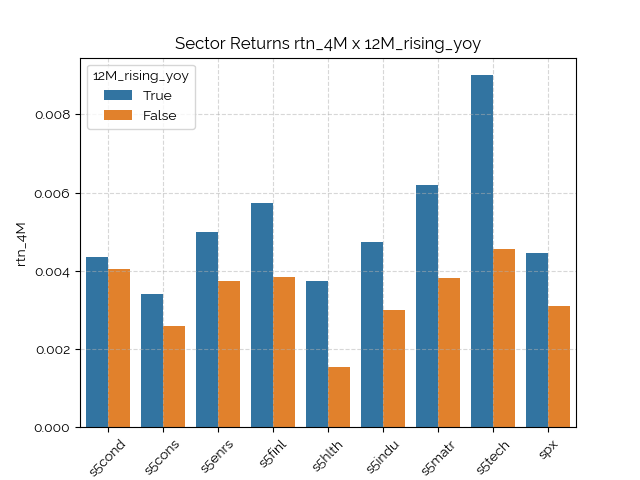 Sector Returns rtn_4M x 12M_rising_yoy
12M_rising_yoy
True
False
rtn_4M
0.008
0.006
0.004
0.002
0.000
s5cond
s5cons
s5enrs
s5finl
s5hlth
s5indu
s5matr
s5tech
spx